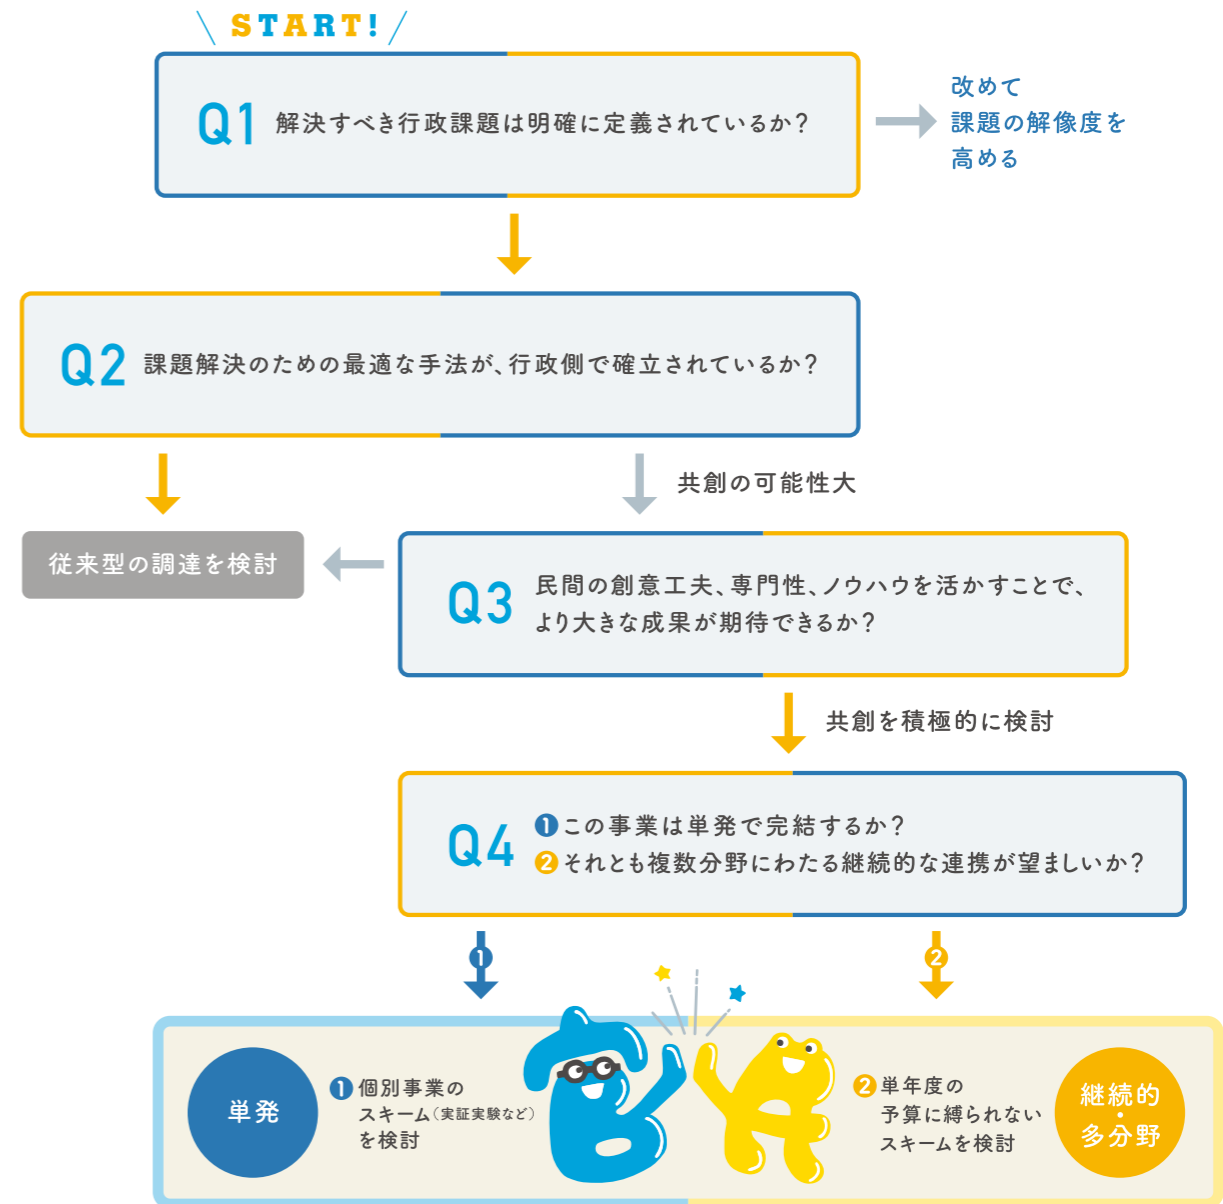 START!
Q1 解決すべき行政課題は明確に定義されているか?
改めて
課題の解像度を
高める
Q2 課題解決のための最適な手法が、行政側で確立されているか?
共創の可能性大
従来型の調達を検討
Q3 民間の創意工夫、専門性、ノウハウを活かすことで、
より大きな成果が期待できるか?
共創を積極的に検討
Q4 ❶この事業は単発で完結するか?
❷それとも複数分野にわたる継続的な連携が望ましいか?
1
2
単発
❶個別事業の
スキーム(実証実験など)
を検討
❷単年度の
予算に縛られない
スキームを検討
継続的
・
多分野